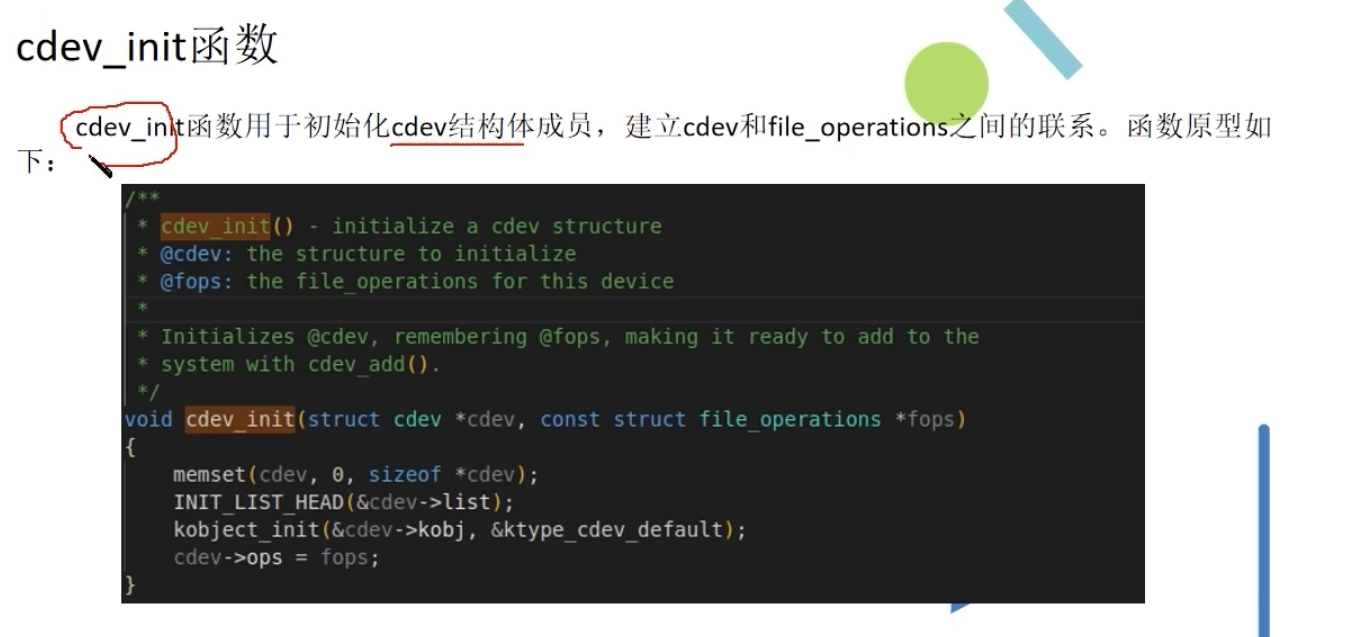 cdev_init函数
cdev_init函数用于初始化cdev结构体成员，建立cdev和file_operations之间的联系。函数原型如
下：
/**
 * cdev_init() - initialize a cdev structure
 * @cdev: the structure to initialize
 * @fops: the file_operations for this device
 *
 * Initializes @cdev, remembering @fops, making it ready to add to the
 * system with cdev_add().
 */
void cdev_init(struct cdev *cdev, const struct file_operations *fops)
{
    memset(cdev, 0, sizeof *cdev);
    INIT_LIST_HEAD(&cdev->list);
    kobject_init(&cdev->kobj, &ktype_cdev_default);
    cdev->ops = fops;
}